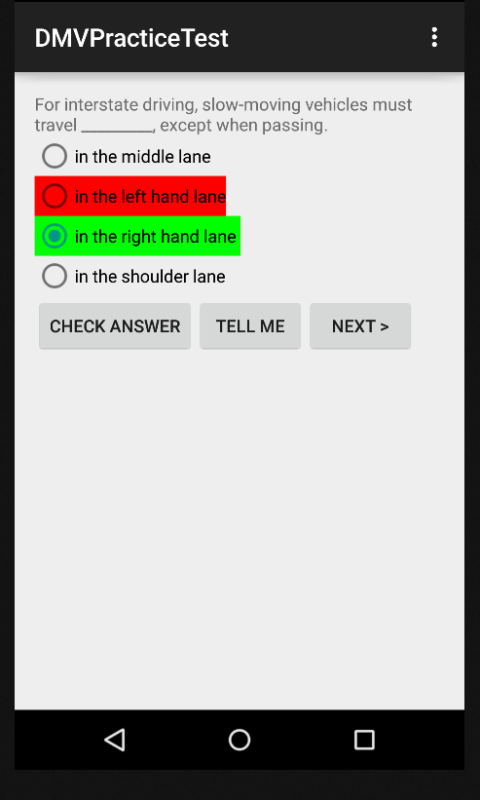 DMVPracticeTest
For interstate driving, slow-moving vehicles must
travel ________, except when passing.
in the middle lane
in the left hand lane
in the right hand lane
in the shoulder lane
CHECK ANSWER TELL ME NEXT >